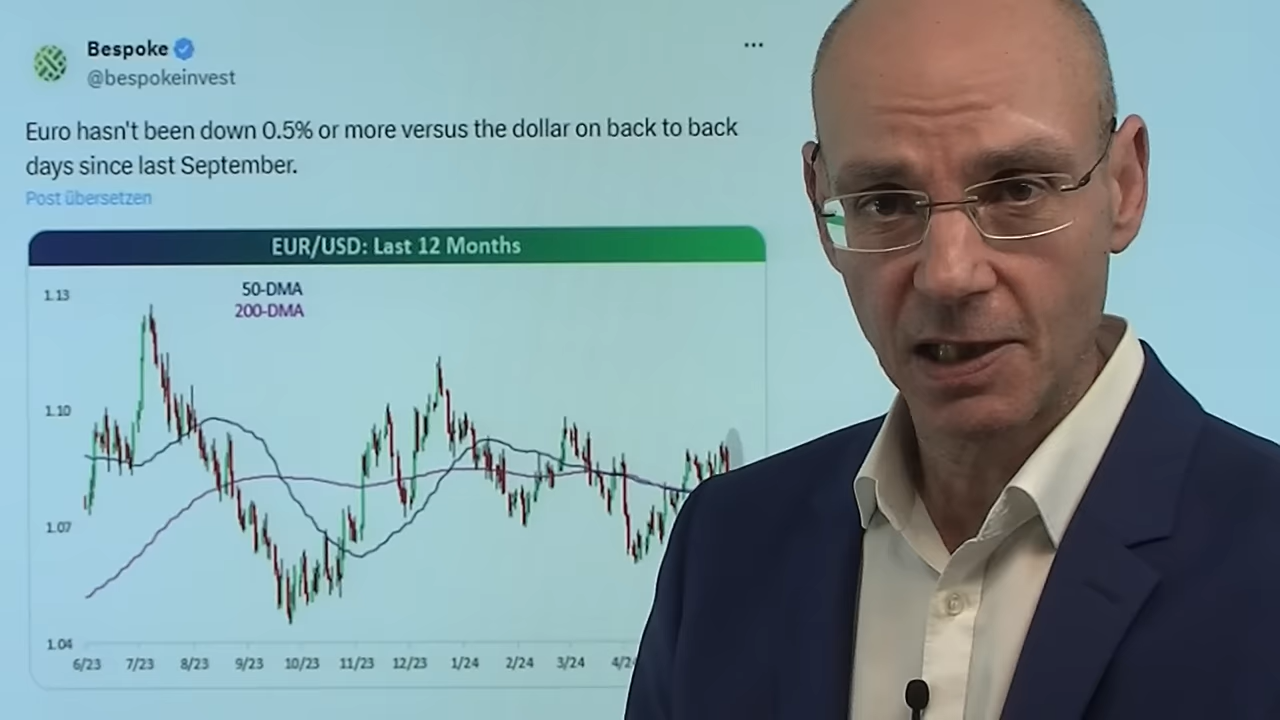 Bespoke
@bespokeinvest
Euro hasn't been down 0.5% or more versus the dollar on back to back
days since last September.
Post übersetzen
EUR/USD: Last 12 Months
50-DMA
200-DMA
1.13
1.10
1.07
1.04
6/23 7/23 8/23 9/23 10/23 11/23 12/23 1/24 2/24 3/24